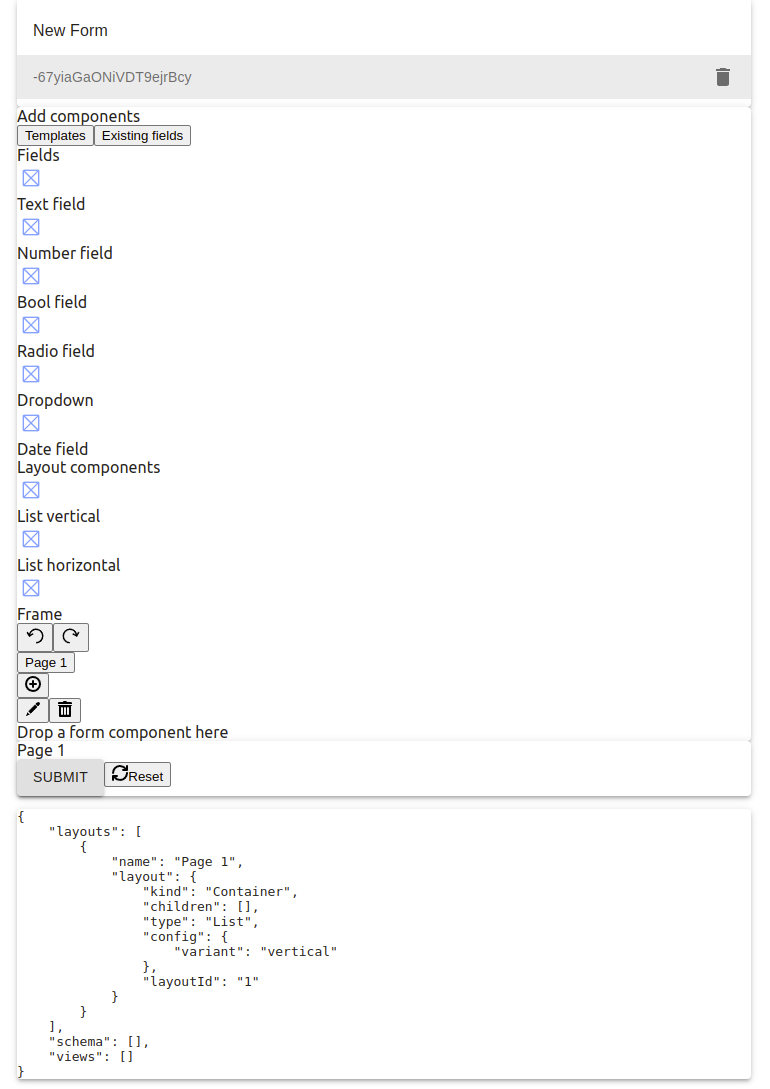 New Form
-67yiaGaONiVDT9ejrBcy
Add components
Templates Existing fields
Fields
Text field
Number field
Bool field
Radio field
Dropdown
Date field
Layout components
List vertical
List horizontal
Frame
Page 1
Drop a form component here
Page 1
SUBMIT Reset
{
    "layouts": [
        {
            "name": "Page 1",
            "layout": {
                "kind": "Container",
                "children": [],
                "type": "List",
                "config": {
                    "variant": "vertical"
                },
                "layoutId": "1"
            }
        }
    ],
    "schema": [],
    "views": []
}